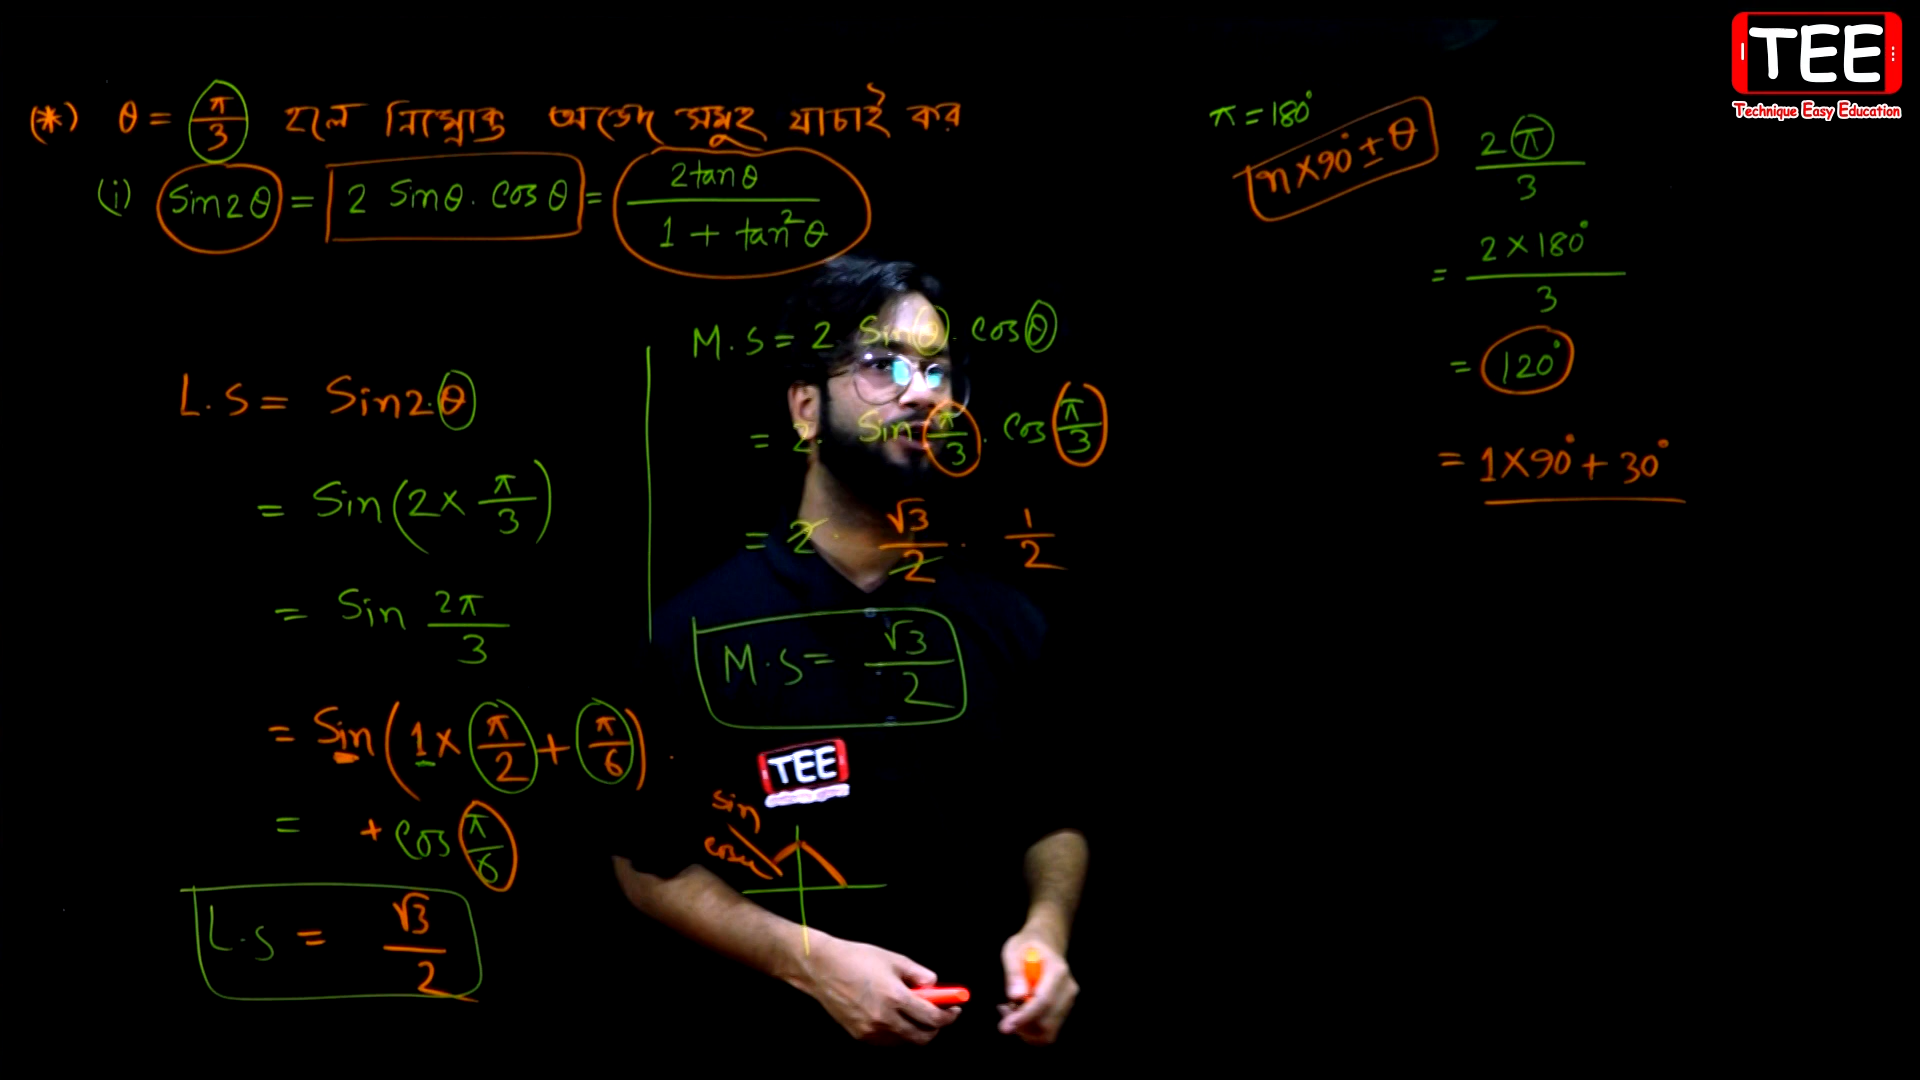 (*) θ = π/3 হলে নিম্নোক্ত অভেদ সমূহ যাচাই কর
(i) Sin2θ = 2 Sinθ. Cosθ = 2tanθ / 1 + tan²θ
L.S = Sin2.θ
= Sin(2 × π/3)
= Sin 2π/3
= Sin(1 × π/2 + π/6).
= + Cos π/6
L.S = √3/2
M.S = 2 Sinθ. Cosθ
= 2. Sin π/3 . Cos π/3
= 2. √3/2 . 1/2
M.S = √3/2
TEE
Sin
Cosec
π = 180°
n×90° ± θ
2π/3
= 2 × 180° / 3
= 120°
= 1×90° + 30°
TEE
Technique Easy Education